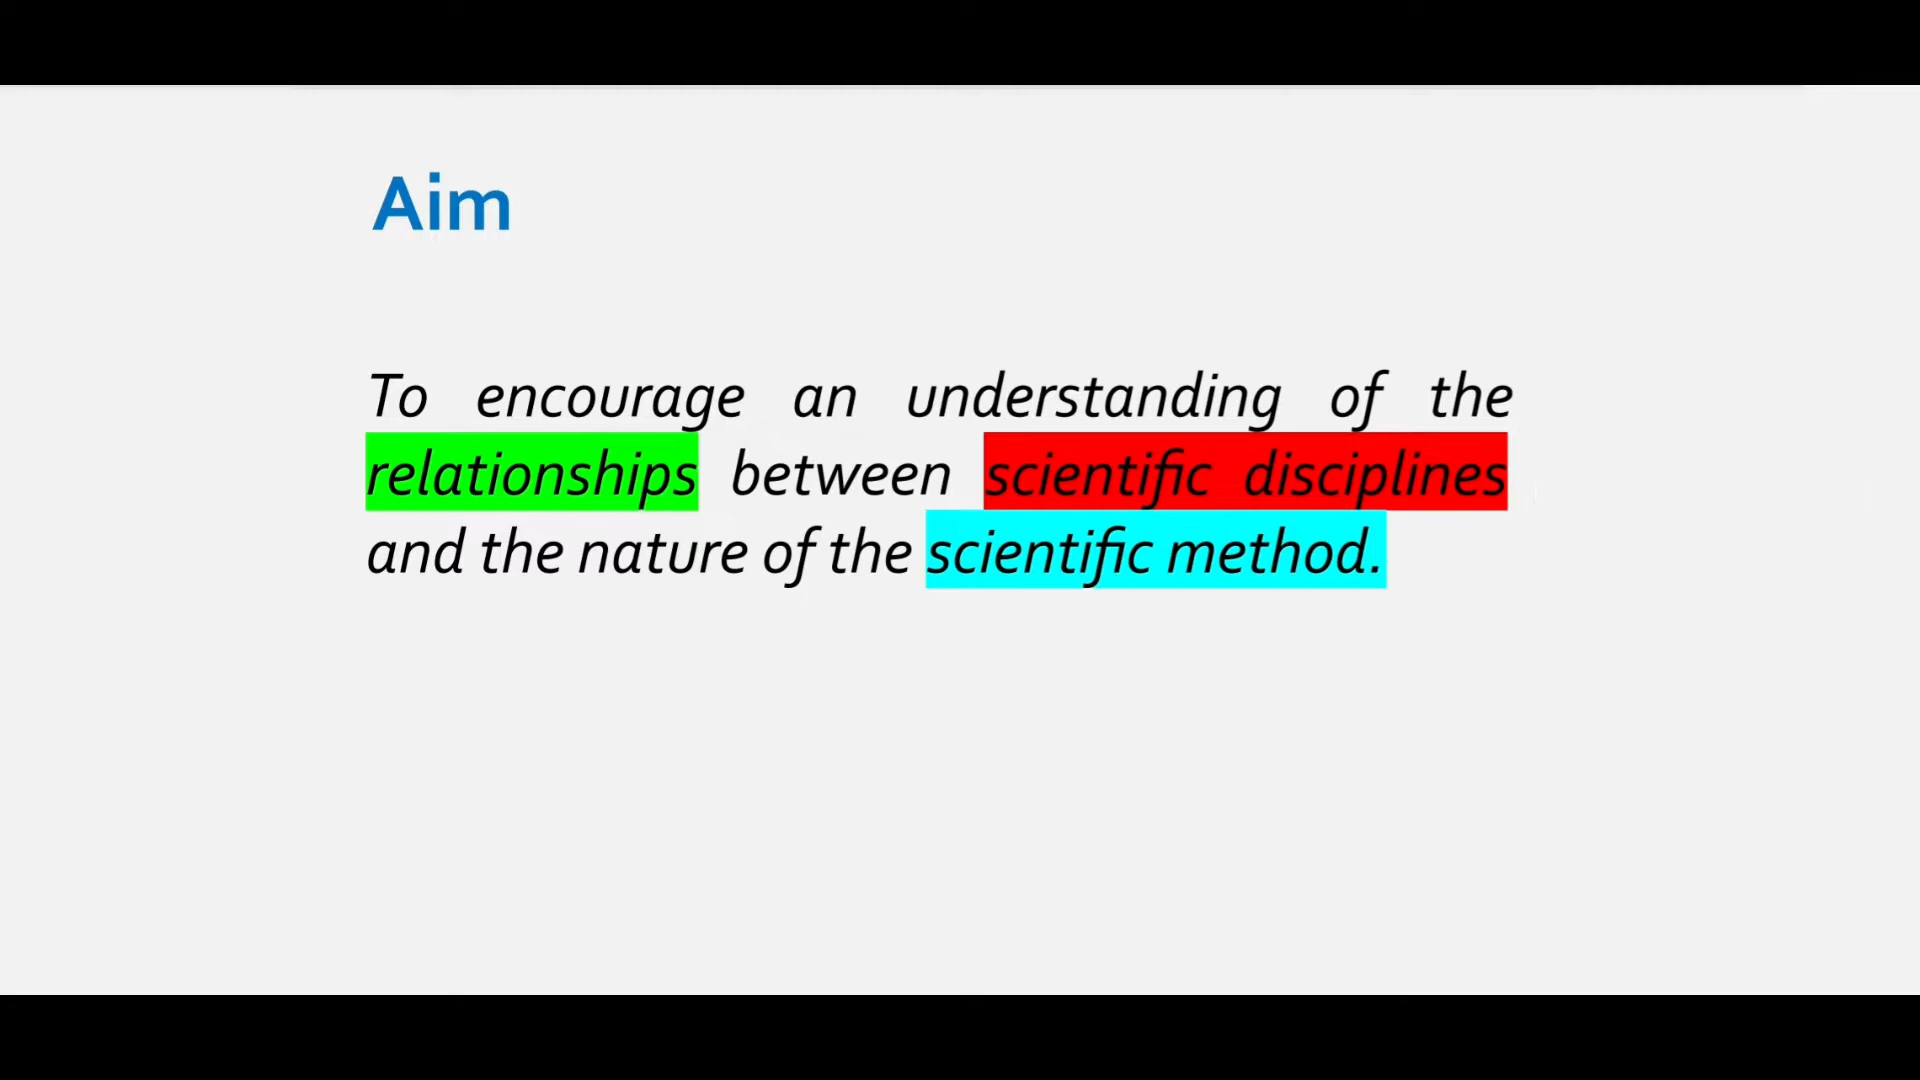 Aim
To encourage an understanding of the
relationships between scientific disciplines
and the nature of the scientific method.